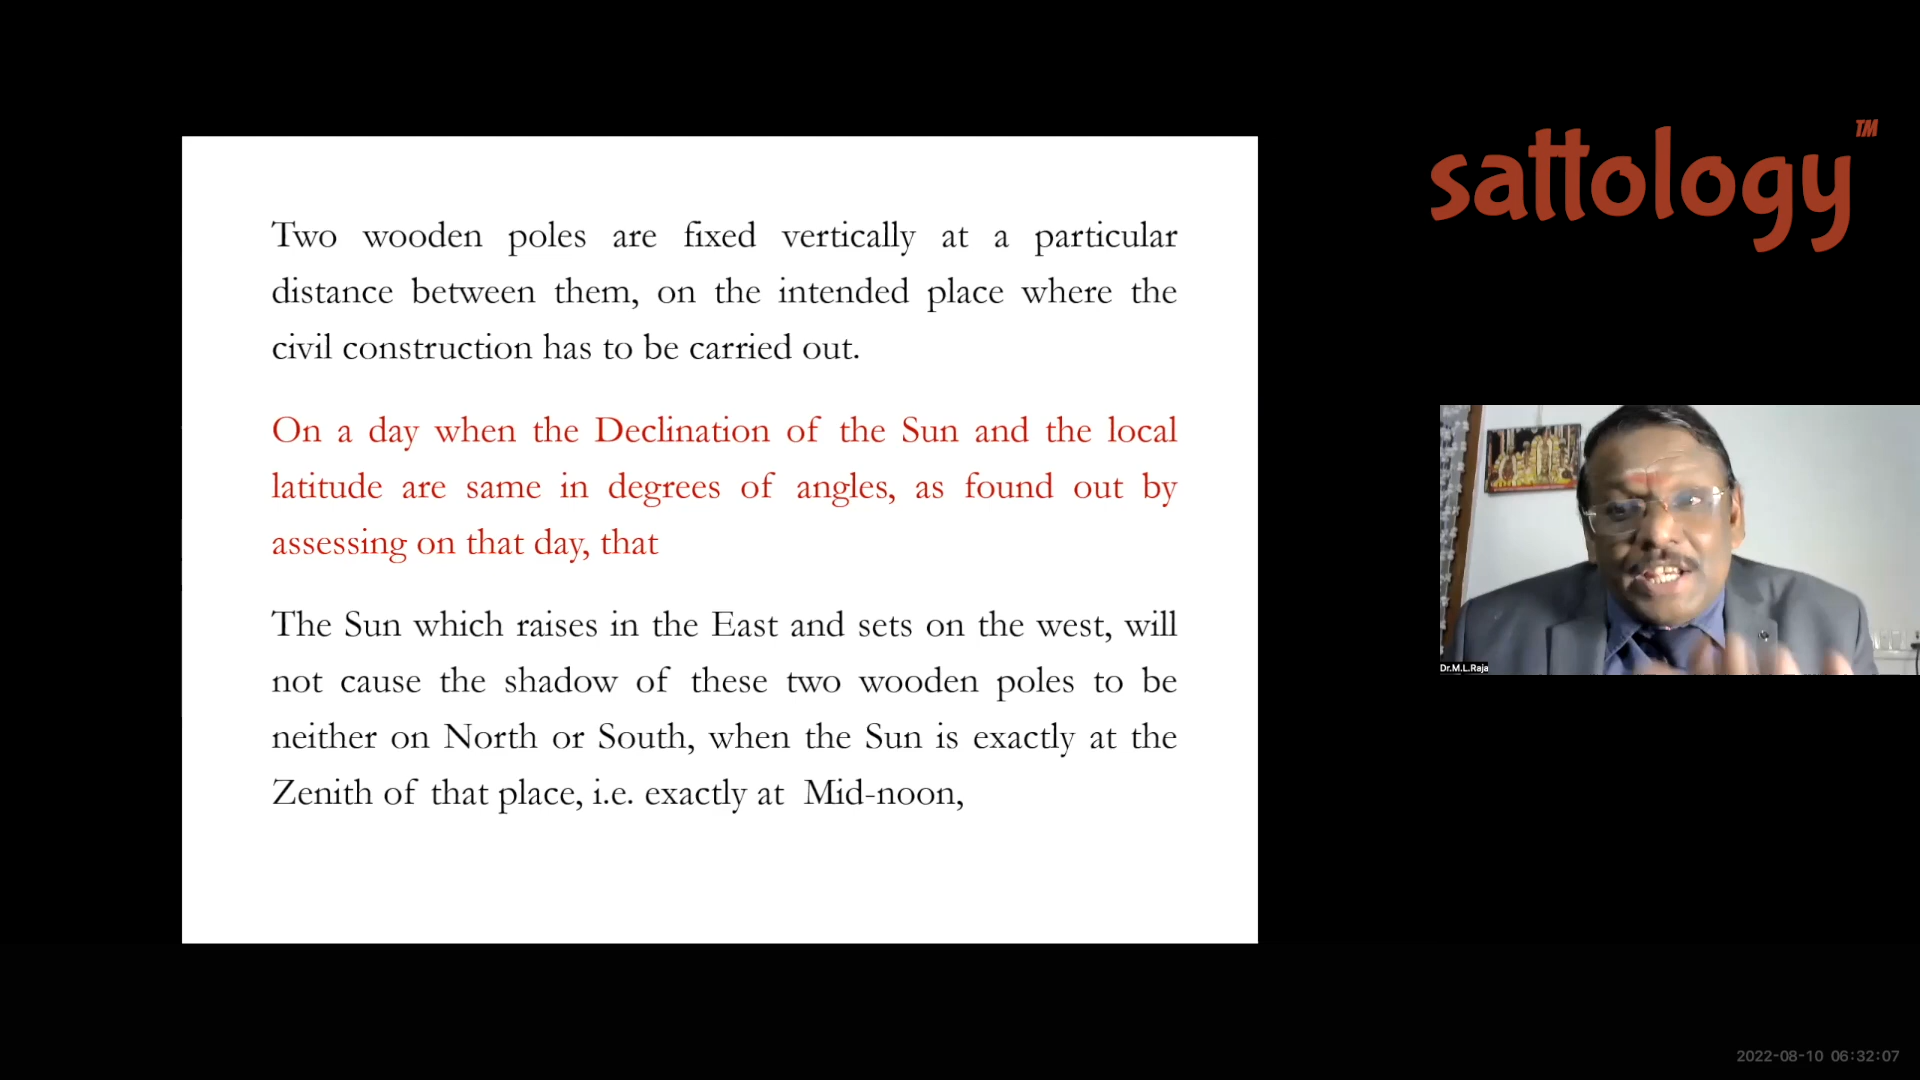 sattology™
Two wooden poles are fixed vertically at a particular
distance between them, on the intended place where the
civil construction has to be carried out.
On a day when the Declination of the Sun and the local
latitude are same in degrees of angles, as found out by
assessing on that day, that
The Sun which raises in the East and sets on the west, will
not cause the shadow of these two wooden poles to be
neither on North or South, when the Sun is exactly at the
Zenith of that place, i.e. exactly at Mid-noon,
Dr.M.L.Raja
2022-08-10 06:32:07